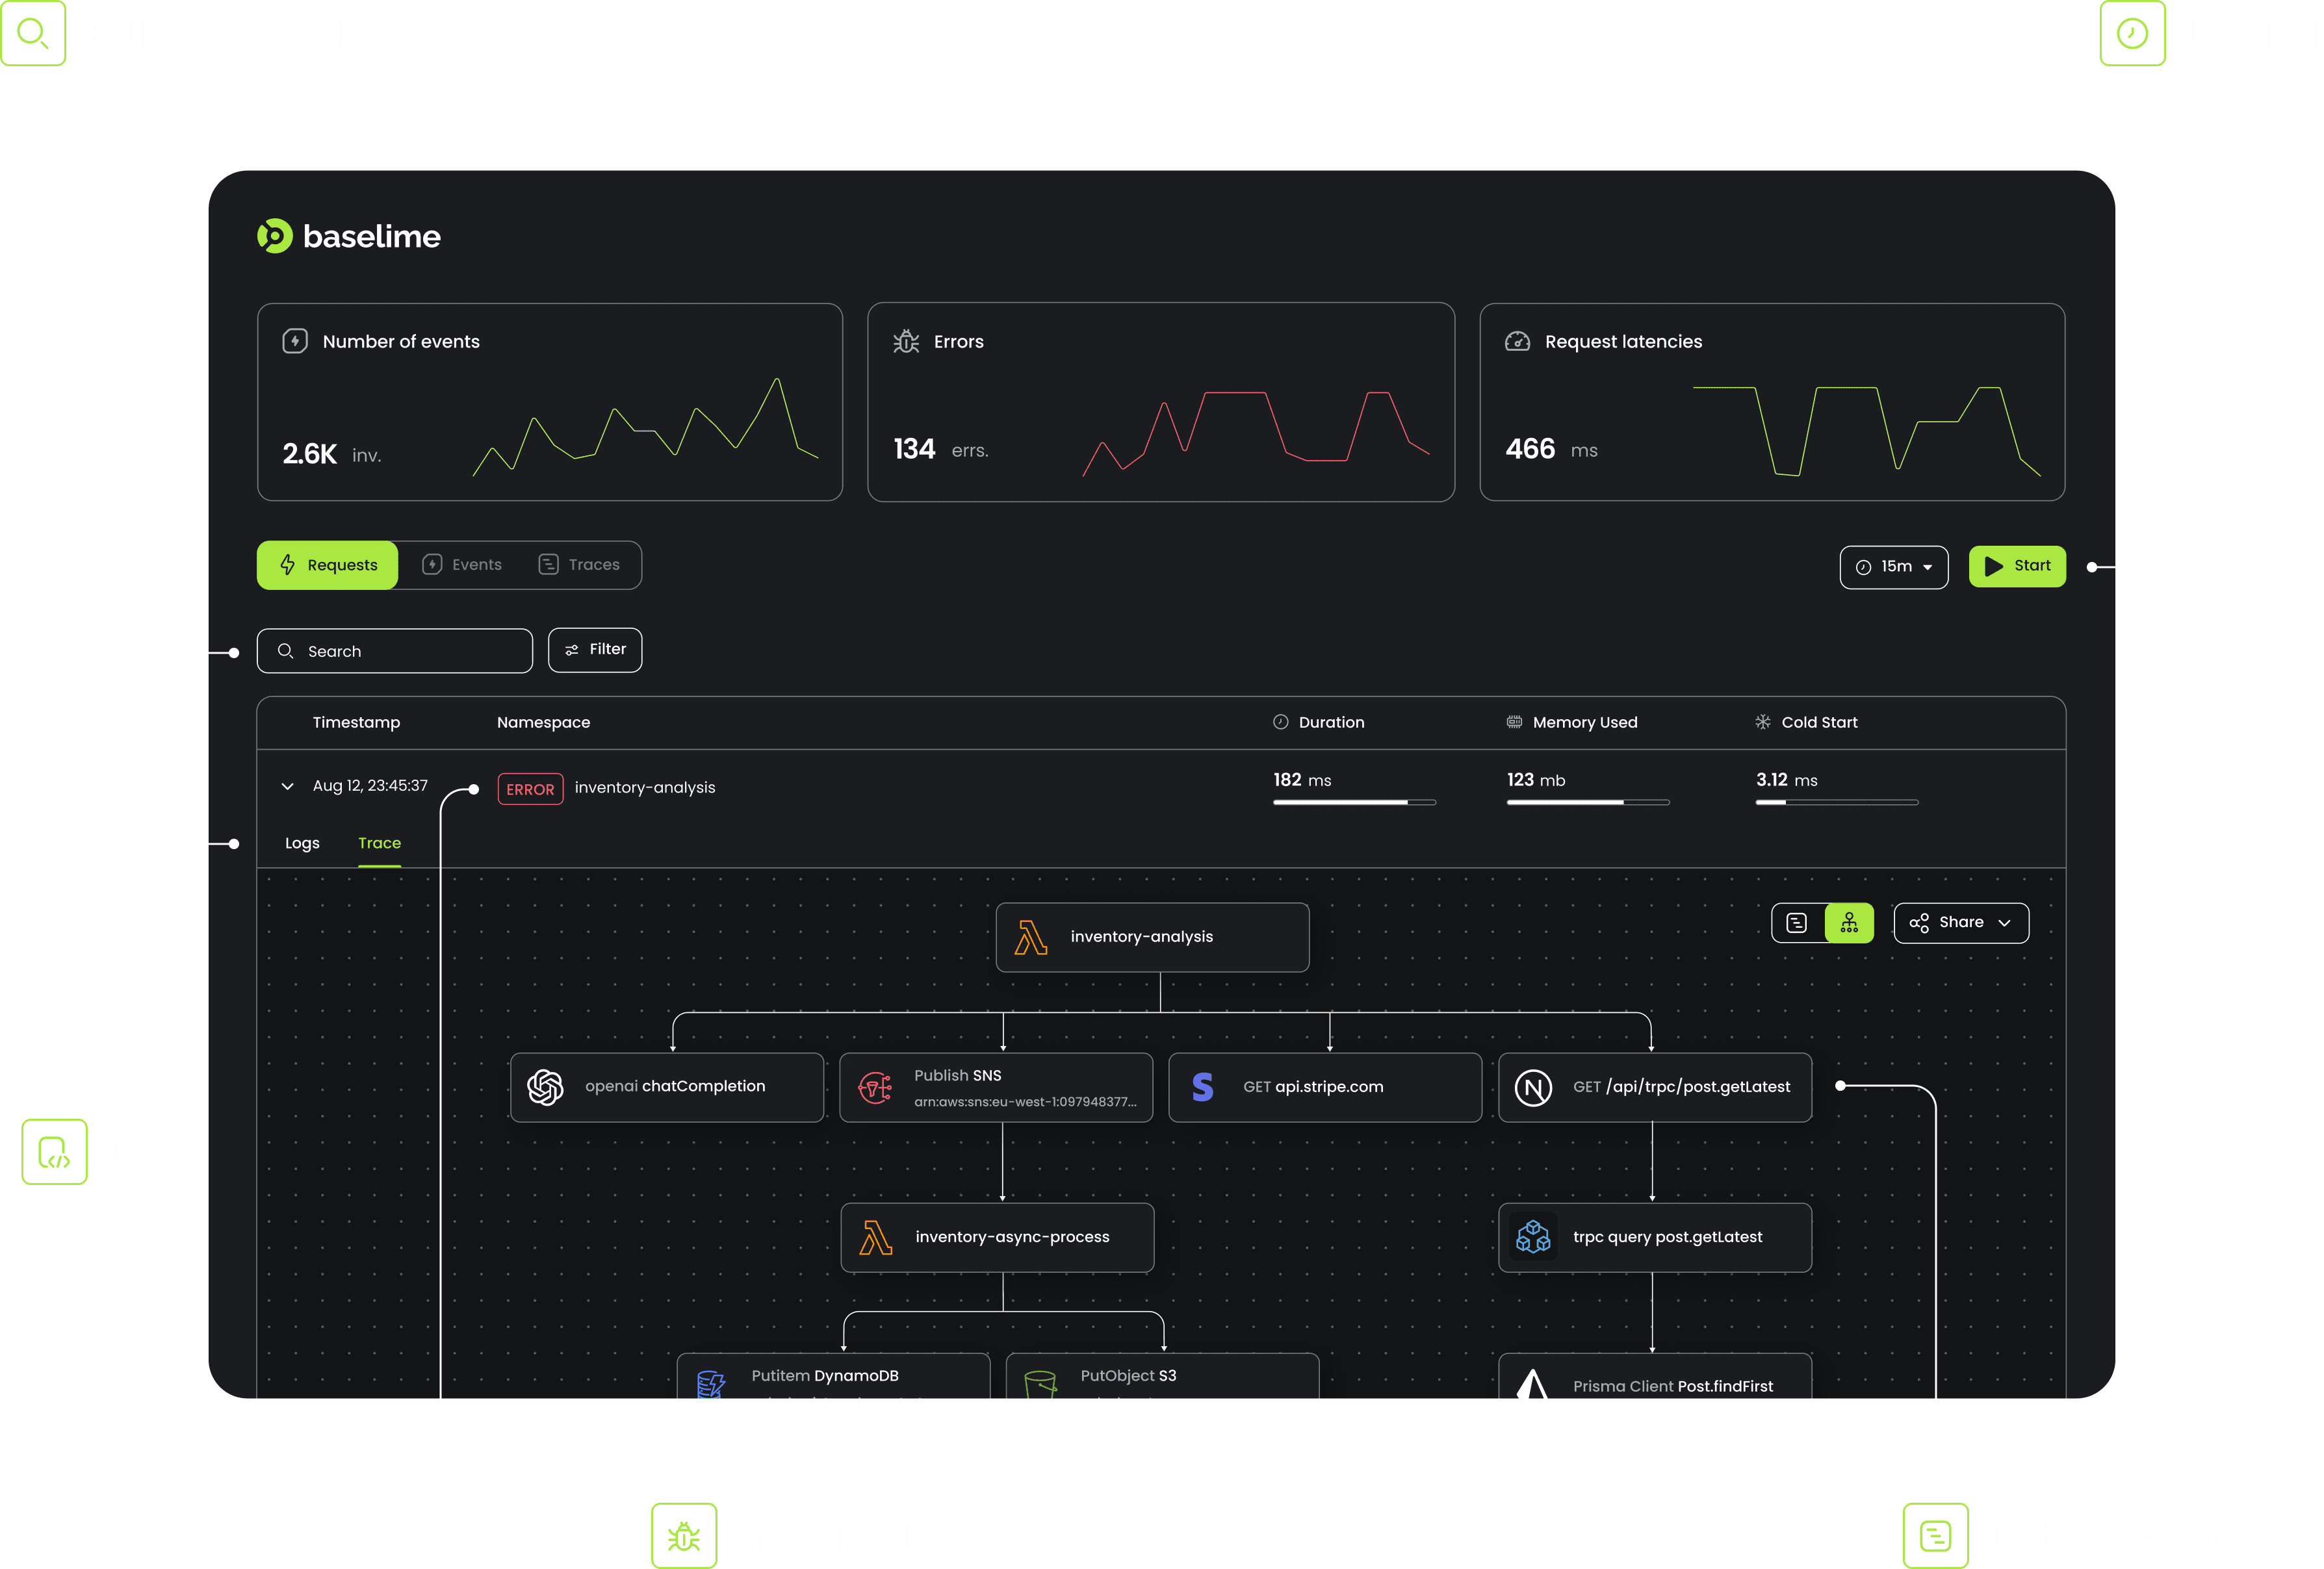 baselime
Number of events
2.6K inv.
Errors
134 errs.
Request latencies
466 ms
Requests Events Traces
15m Start
Search Filter
Timestamp Namespace Duration Memory Used Cold Start
Aug 12, 23:45:37 ERROR inventory-analysis 182 ms 123 mb 3.12 ms
Logs Trace
inventory-analysis
Share
openai chatCompletion
Publish SNS
arn:aws:sns:eu-west-1:097948377...
GET api.stripe.com
GET /api/trpc/post.getLatest
inventory-async-process
trpc query post.getLatest
Putitem DynamoDB
PutObject S3
Prisma Client Post.findFirst